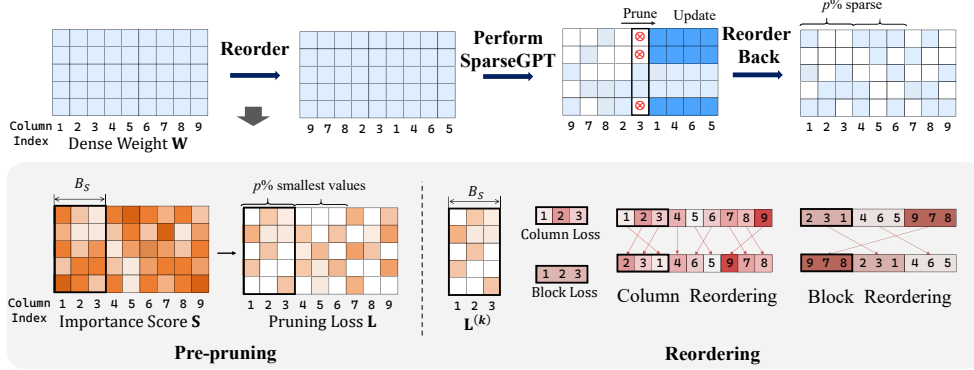 Reorder
Perform
SparseGPT
Prune Update
Reorder
Back
p% sparse
Column
Index
1 2 3 4 5 6 7 8 9
Dense Weight W
9 7 8 2 3 1 4 6 5
9 7 8 2 3 1 4 6 5
1 2 3 4 5 6 7 8 9
B_S
p% smallest values
B_S
Column
Index
1 2 3 4 5 6 7 8 9
Importance Score S
1 2 3 4 5 6 7 8 9
Pruning Loss L
1 2 3
L^(k)
1 2 3
Column Loss
1 2 3
Block Loss
1 2 3 4 5 6 7 8 9
2 3 1 4 6 5 9 7 8
Column Reordering
2 3 1 4 6 5 9 7 8
9 7 8 2 3 1 4 6 5
Block Reordering
Pre-pruning
Reordering